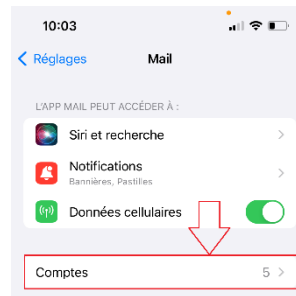 10:03
Réglages
Mail
L'APP MAIL PEUT ACCÉDER À :
Siri et recherche
Notifications
Bannières, Pastilles
Données cellulaires
Comptes 5